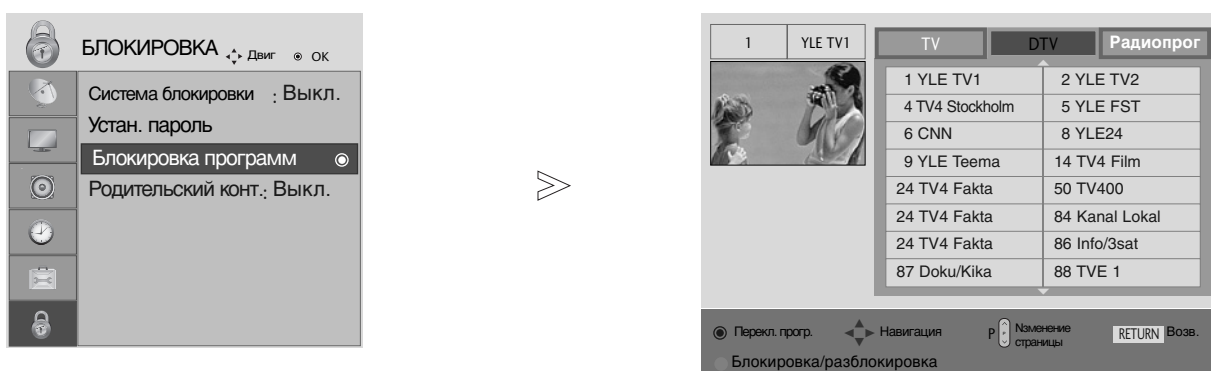 БЛОКИРОВКА Двиг OK
Система блокировки : Выкл.
Устан. пароль
Блокировка программ
Родительский конт.: Выкл.
1 YLE TV1
TV DTV Радиопрог
1 YLE TV1 2 YLE TV2
4 TV4 Stockholm 5 YLE FST
6 CNN 8 YLE24
9 YLE Teema 14 TV4 Film
24 TV4 Fakta 50 TV400
24 TV4 Fakta 84 Kanal Lokal
24 TV4 Fakta 86 Info/3sat
87 Doku/Kika 88 TVE 1
Перекл. прогр. Навигация P Nзменение RETURN Возв.
страницы
Блокировка/разблокировка